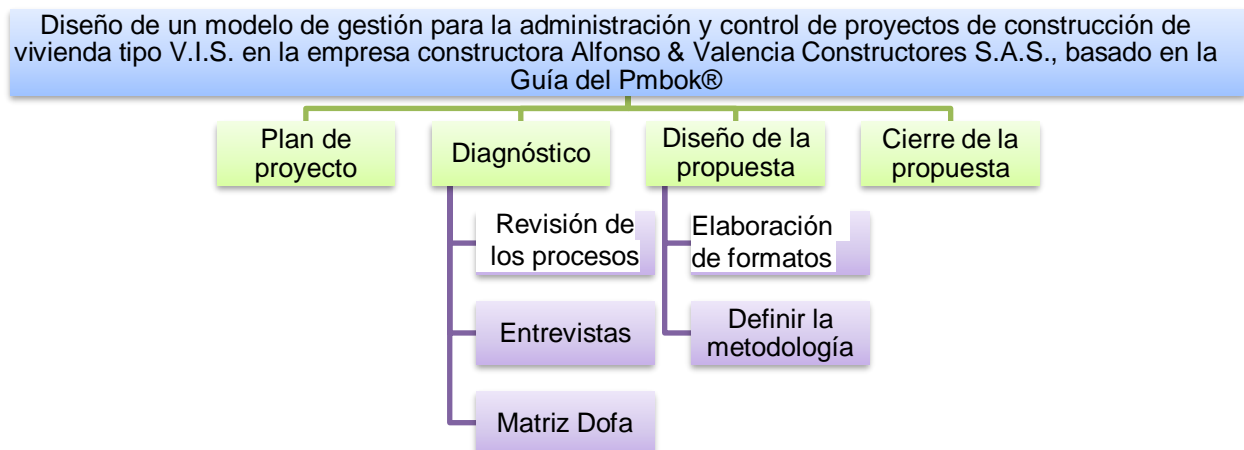 Diseño de un modelo de gestión para la administración y control de proyectos de construcción de
vivienda tipo V.I.S. en la empresa constructora Alfonso & Valencia Constructores S.A.S., basado en la
Guía del Pmbok®
Plan de
proyecto
Diagnóstico
Diseño de la
propuesta
Cierre de la
propuesta
Revisión de
los procesos
Elaboración
de formatos
Entrevistas
Definir la
metodología
Matriz Dofa